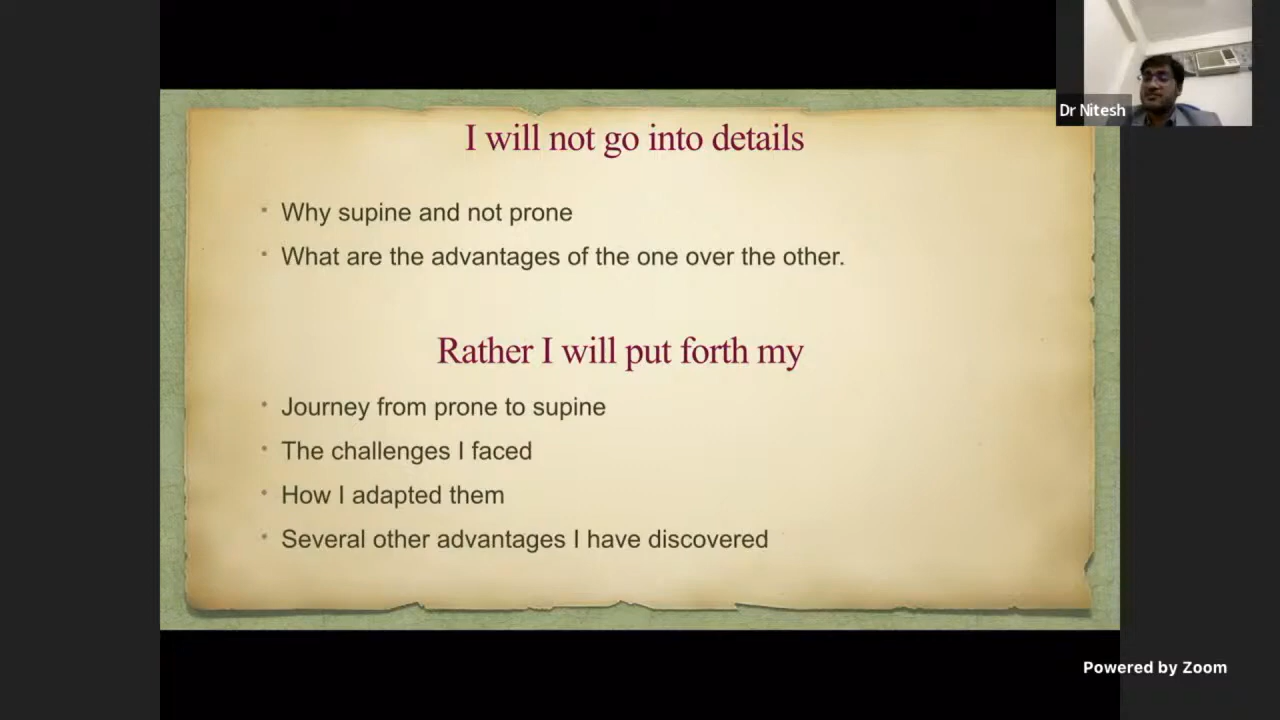 I will not go into details
Why supine and not prone
What are the advantages of the one over the other.
Rather I will put forth my
Journey from prone to supine
The challenges I faced
How I adapted them
Several other advantages I have discovered
Dr Nitesh
Powered by Zoom